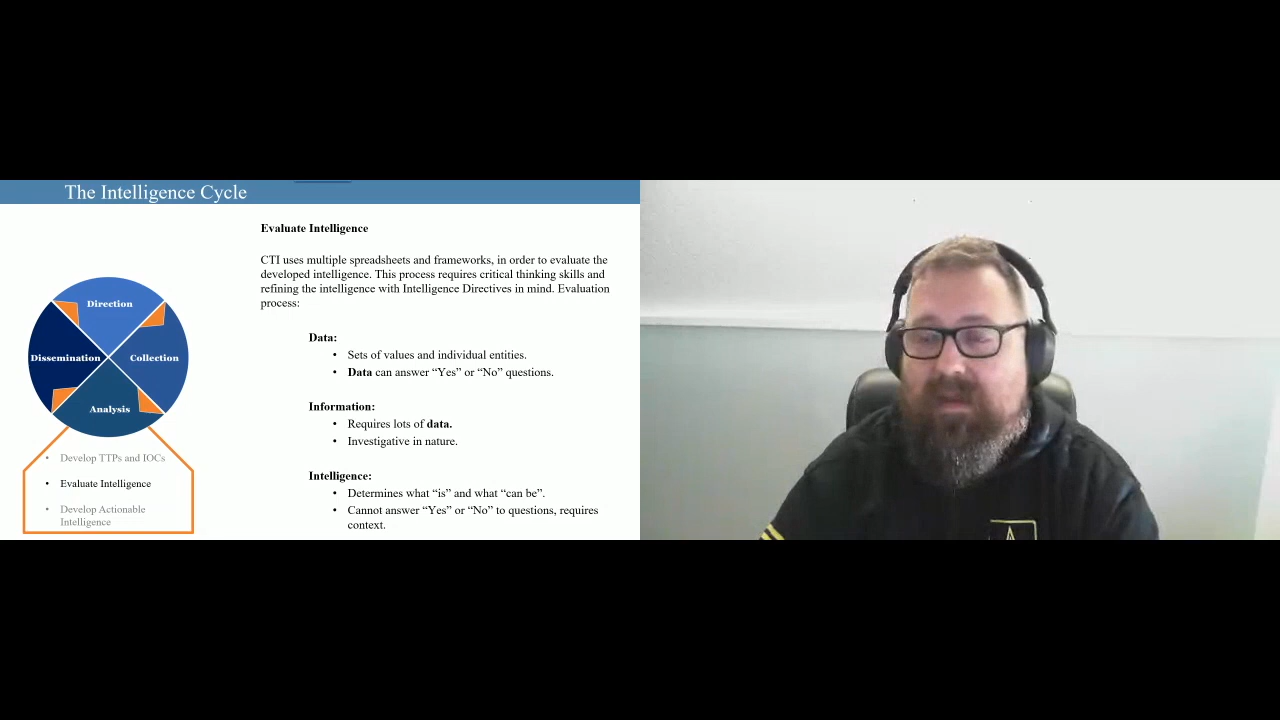 The Intelligence Cycle
Evaluate Intelligence
CTI uses multiple spreadsheets and frameworks, in order to evaluate the
developed intelligence. This process requires critical thinking skills and
refining the intelligence with Intelligence Directives in mind. Evaluation
process:
Data:
• Sets of values and individual entities.
• Data can answer “Yes” or “No” questions.
Information:
• Requires lots of data.
• Investigative in nature.
Intelligence:
• Determines what “is” and what “can be”.
• Cannot answer “Yes” or “No” to questions, requires
context.
Direction
Dissemination
Collection
Analysis
• Develop TTPs and IOCs
• Evaluate Intelligence
• Develop Actionable
Intelligence